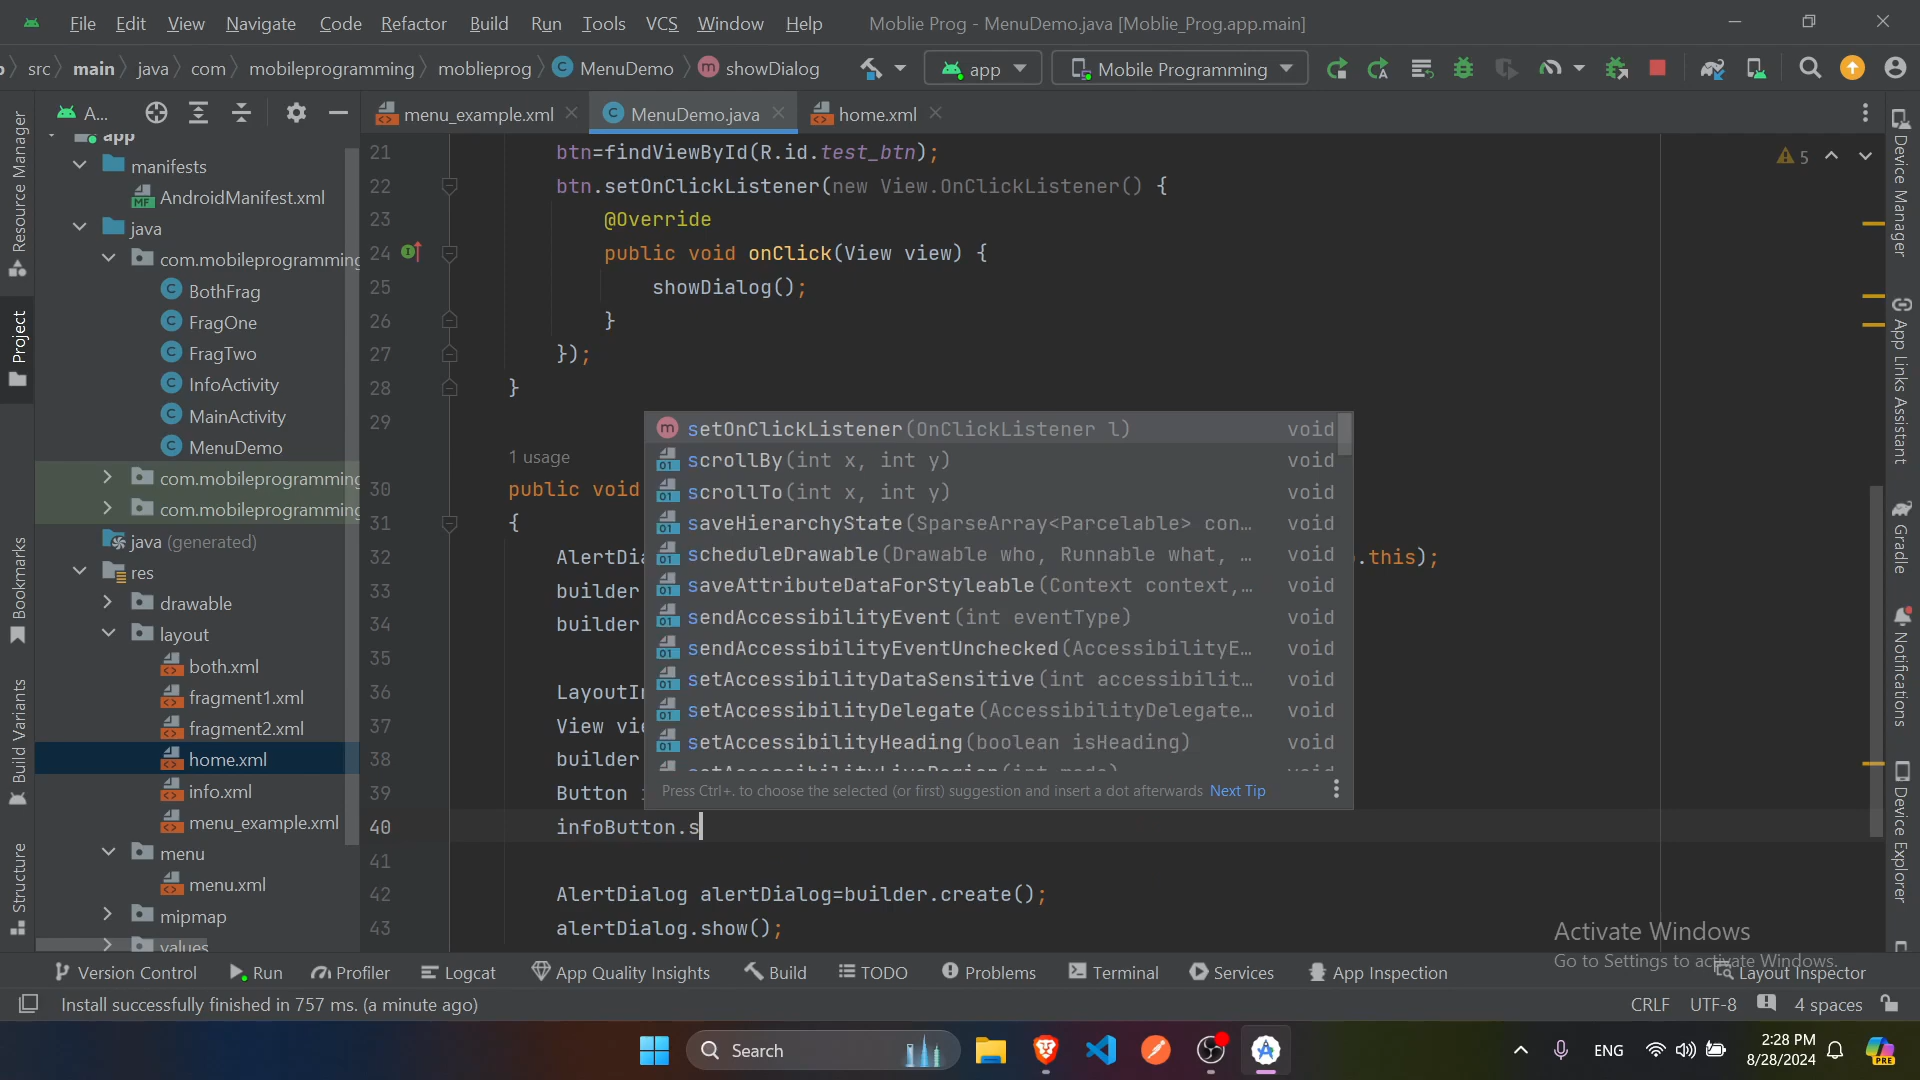 File Edit View Navigate Code Refactor Build Run Tools VCS Window Help Moblie Prog - MenuDemo.java [Moblie_Prog.app.main]
src main java com mobileprogramming moblieprog MenuDemo showDialog app Mobile Programming
A... menu_example.xml MenuDemo.java home.xml
app
manifests
AndroidManifest.xml
java
com.mobileprogramming
BothFrag
FragOne
FragTwo
InfoActivity
MainActivity
MenuDemo
com.mobileprogramming
com.mobileprogramming
java (generated)
res
drawable
layout
both.xml
fragment1.xml
fragment2.xml
home.xml
info.xml
menu_example.xml
menu
menu.xml
mipmap
values
Resource Manager
Project
Bookmarks
Build Variants
Structure
5
21 btn=findViewById(R.id.test_btn);
22 btn.setOnClickListener(new View.OnClickListener() {
23 @Override
24 public void onClick(View view) {
25 showDialog();
26 }
27 });
28 }
29
1 usage
30 public void
31 {
32 AlertDia .this);
33 builder
34 builder
35
36 LayoutIn
37 View vie
38 builder
39 Button
40 infoButton.s
41
42 AlertDialog alertDialog=builder.create();
43 alertDialog.show();
setOnClickListener(OnClickListener l) void
scrollBy(int x, int y) void
scrollTo(int x, int y) void
saveHierarchyState(SparseArray<Parcelable> con… void
scheduleDrawable(Drawable who, Runnable what, … void
saveAttributeDataForStyleable(Context context,… void
sendAccessibilityEvent(int eventType) void
sendAccessibilityEventUnchecked(AccessibilityE… void
setAccessibilityDataSensitive(int accessibilit… void
setAccessibilityDelegate(AccessibilityDelegate… void
setAccessibilityHeading(boolean isHeading) void
setAccessibilityLiveRegion(int mode) void
Press Ctrl+. to choose the selected (or first) suggestion and insert a dot afterwards Next Tip
Device Manager
App Links Assistant
Gradle
Notifications
Device Explorer
Activate Windows
Go to Settings to activate Windows.
Version Control Run Profiler Logcat App Quality Insights Build TODO Problems Terminal Services App Inspection Layout Inspector
Install successfully finished in 757 ms. (a minute ago) CRLF UTF-8 4 spaces
Search ENG 2:28 PM
8/28/2024
PRE